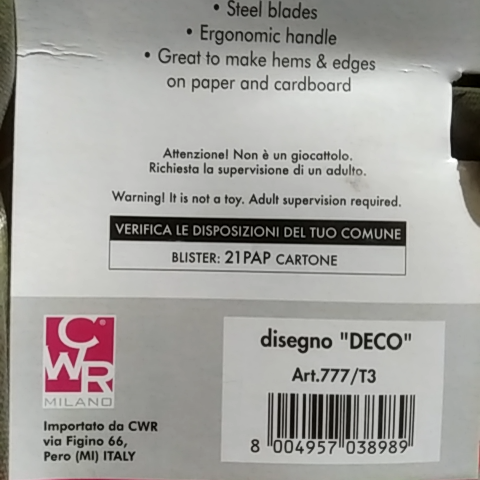 • Steel blades
• Ergonomic handle
• Great to make hems & edges
on paper and cardboard
Attenzione! Non è un giocattolo.
Richiesta la supervisione di un adulto.
Warning! It is not a toy. Adult supervision required.
VERIFICA LE DISPOSIZIONI DEL TUO COMUNE
BLISTER: 21PAP CARTONE
CWR®
MILANO
Importato da CWR
via Figino 66,
Pero (MI) ITALY
disegno "DECO"
Art.777/T3
8 004957 038989